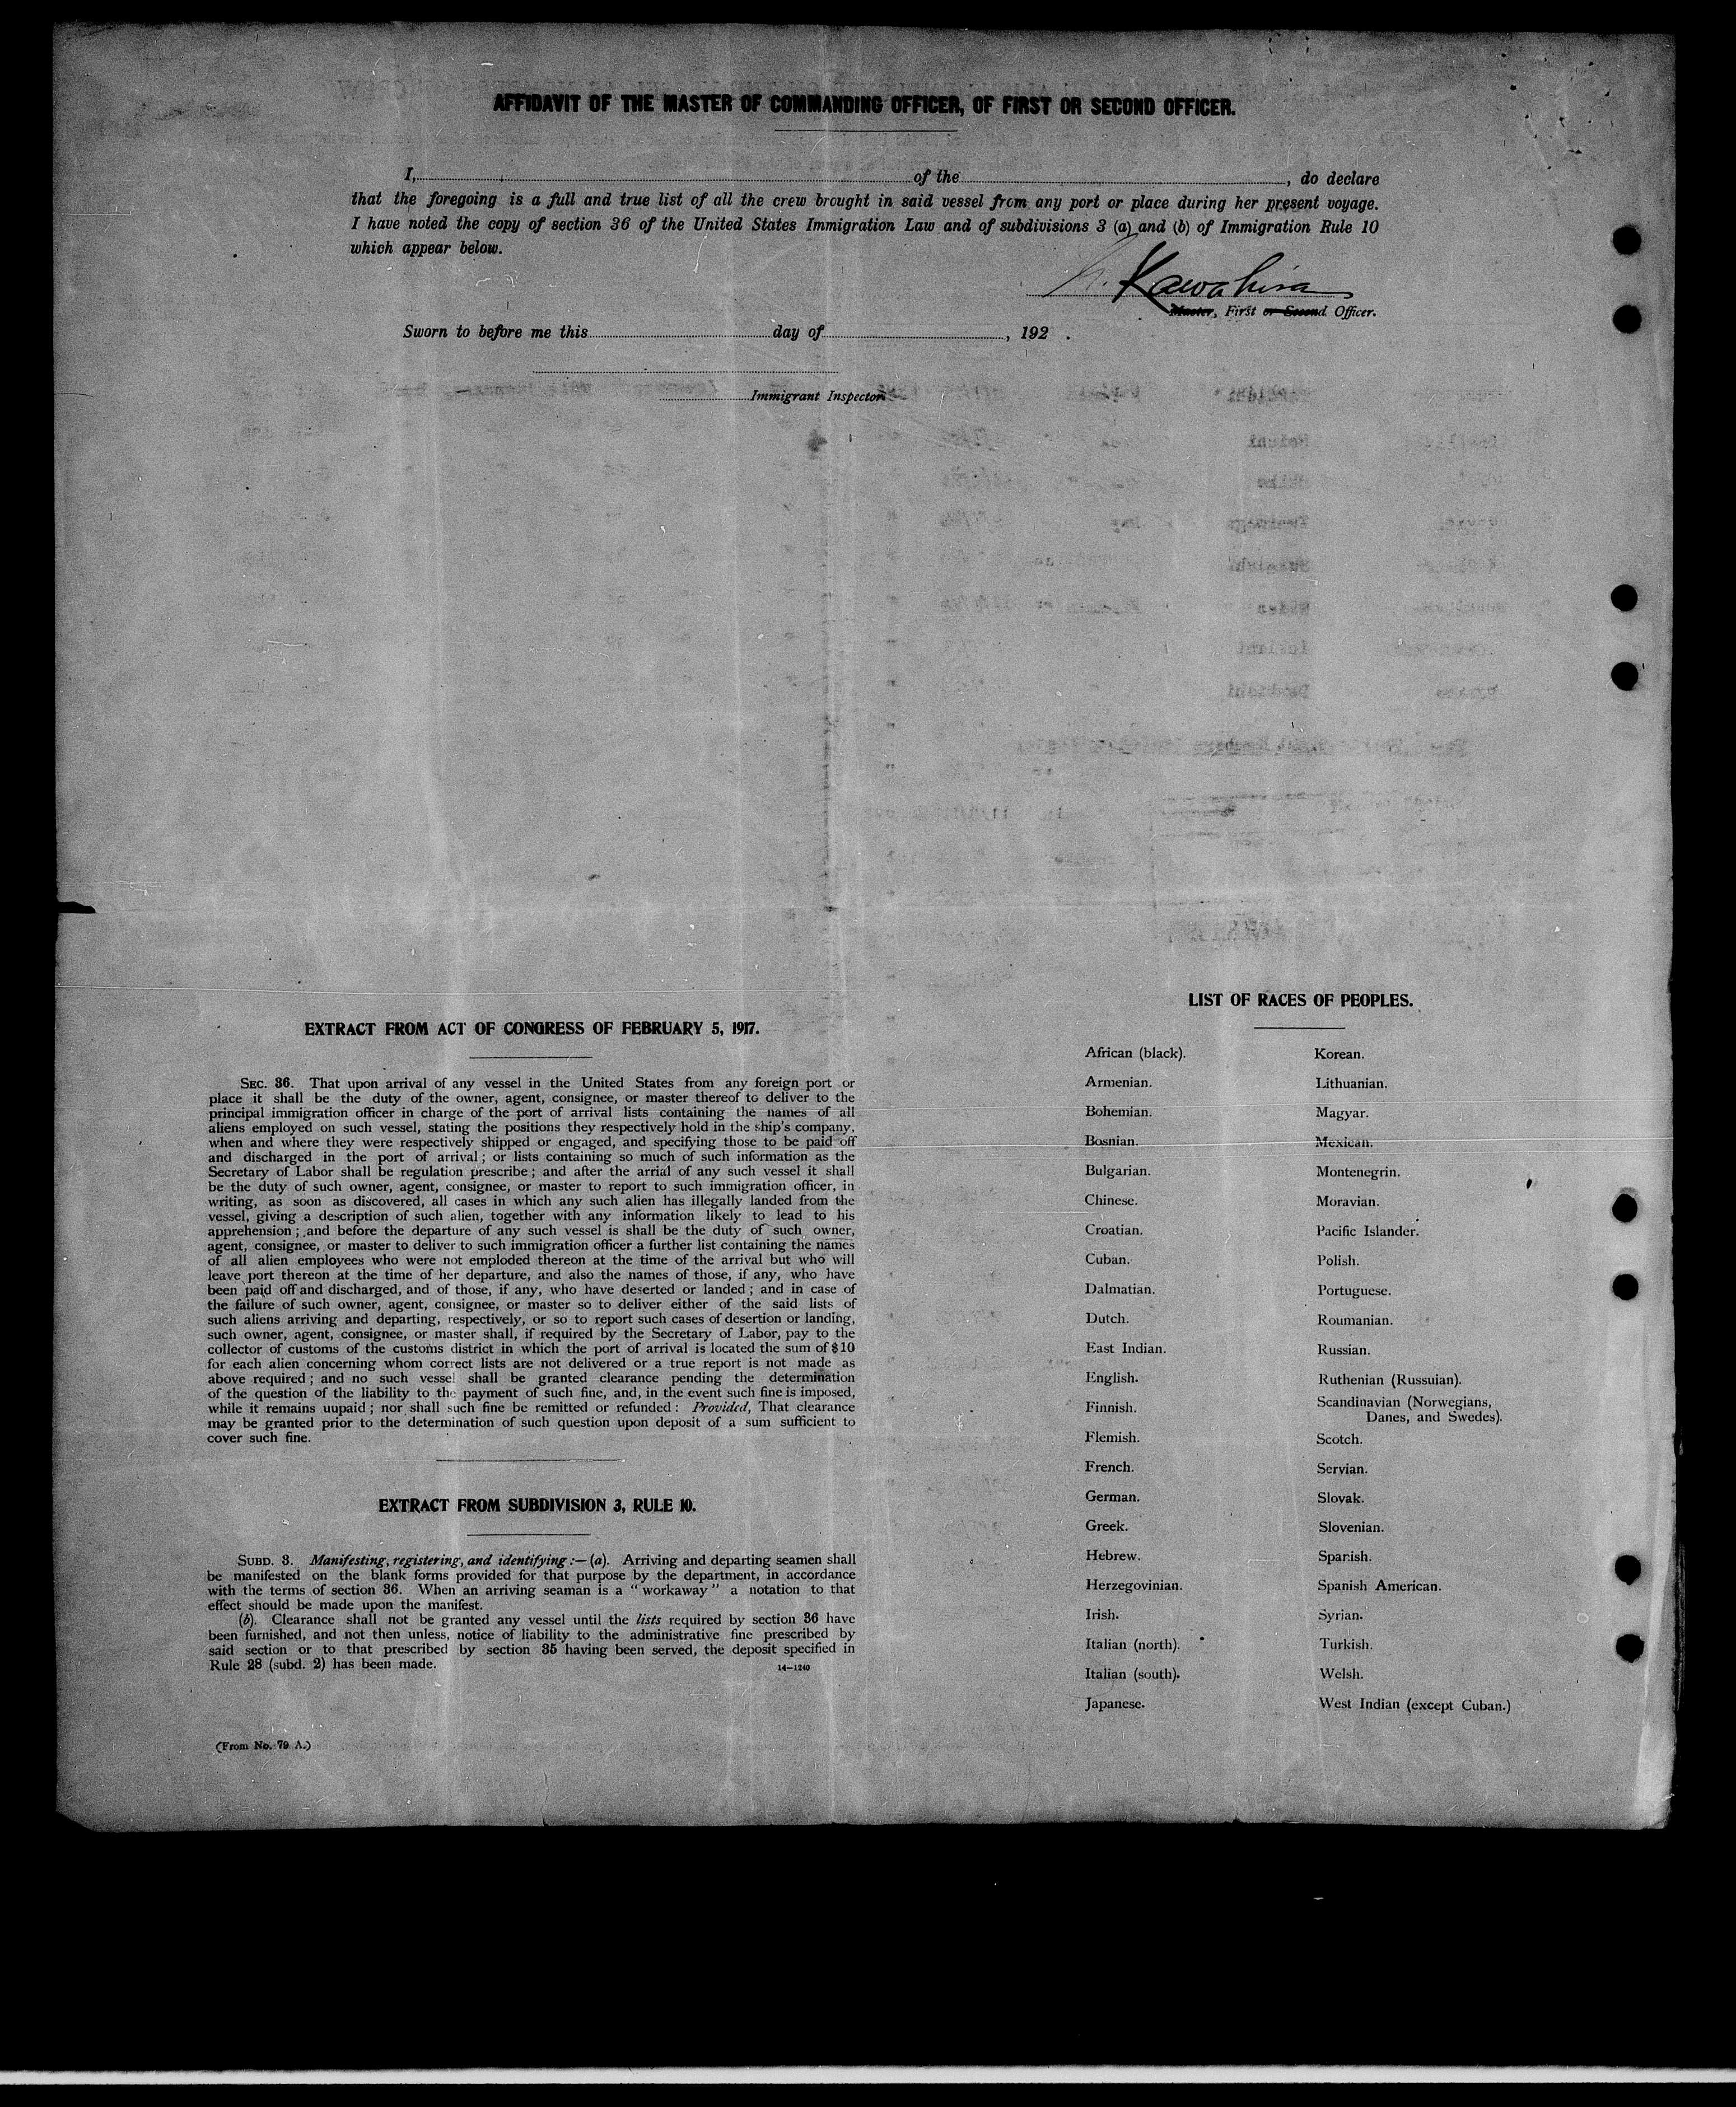 AFFIDAVIT OF THE MASTER OF COMMANDING OFFICER, OF FIRST OR SECOND OFFICER.
I, of the , do declare
that the foregoing is a full and true list of all the crew brought in said vessel from any port or place during her present voyage.
I have noted the copy of section 36 of the United States Immigration Law and of subdivisions 3 (a) and (b) of Immigration Rule 10
which appear below.
Kawahira
Master, First or Second Officer.
Sworn to before me this day of , 192 .
Immigrant Inspector
EXTRACT FROM ACT OF CONGRESS OF FEBRUARY 5, 1917.
SEC. 36. That upon arrival of any vessel in the United States from any foreign port or
place it shall be the duty of the owner, agent, consignee, or master thereof to deliver to the
principal immigration officer in charge of the port of arrival lists containing the names of all
aliens employed on such vessel, stating the positions they respectively hold in the ship's company,
when and where they were respectively shipped or engaged, and specifying those to be paid off
and discharged in the port of arrival; or lists containing so much of such information as the
Secretary of Labor shall be regulation prescribe; and after the arrial of any such vessel it shall
be the duty of such owner, agent, consignee, or master to report to such immigration officer, in
writing, as soon as discovered, all cases in which any such alien has illegally landed from the
vessel, giving a description of such alien, together with any information likely to lead to his
apprehension; and before the departure of any such vessel is shall be the duty of such owner,
agent, consignee, or master to deliver to such immigration officer a further list containing the names
of all alien employees who were not emploded thereon at the time of the arrival but who will
leave port thereon at the time of her departure, and also the names of those, if any, who have
been paid off and discharged, and of those, if any, who have deserted or landed; and in case of
the failure of such owner, agent, consignee, or master so to deliver either of the said lists of
such aliens arriving and departing, respectively, or so to report such cases of desertion or landing,
such owner, agent, consignee, or master shall, if required by the Secretary of Labor, pay to the
collector of customs of the customs district in which the port of arrival is located the sum of $10
for each alien concerning whom correct lists are not delivered or a true report is not made as
above required; and no such vessel shall be granted clearance pending the determination
of the question of the liability to the payment of such fine, and, in the event such fine is imposed,
while it remains uupaid; nor shall such fine be remitted or refunded: Provided, That clearance
may be granted prior to the determination of such question upon deposit of a sum sufficient to
cover such fine.
EXTRACT FROM SUBDIVISION 3, RULE 10.
SUBD. 3. Manifesting, registering, and identifying:—(a). Arriving and departing seamen shall
be manifested on the blank forms provided for that purpose by the department, in accordance
with the terms of section 36. When an arriving seaman is a "workaway" a notation to that
effect should be made upon the manifest.
(b). Clearance shall not be granted any vessel until the lists required by section 36 have
been furnished, and not then unless, notice of liability to the administrative fine prescribed by
said section or to that prescribed by section 35 having been served, the deposit specified in
Rule 28 (subd. 2) has been made.
14—1240
(From No. 79 A.)
LIST OF RACES OF PEOPLES.
African (black).
Armenian.
Bohemian.
Bosnian.
Bulgarian.
Chinese.
Croatian.
Cuban.
Dalmatian.
Dutch.
East Indian.
English.
Finnish.
Flemish.
French.
German.
Greek.
Hebrew.
Herzegovinian.
Irish.
Italian (north).
Italian (south).
Japanese.
Korean.
Lithuanian.
Magyar.
Mexican.
Montenegrin.
Moravian.
Pacific Islander.
Polish.
Portuguese.
Roumanian.
Russian.
Ruthenian (Russuian).
Scandinavian (Norwegians,
Danes, and Swedes).
Scotch.
Servian.
Slovak.
Slovenian.
Spanish.
Spanish American.
Syrian.
Turkish.
Welsh.
West Indian (except Cuban.)